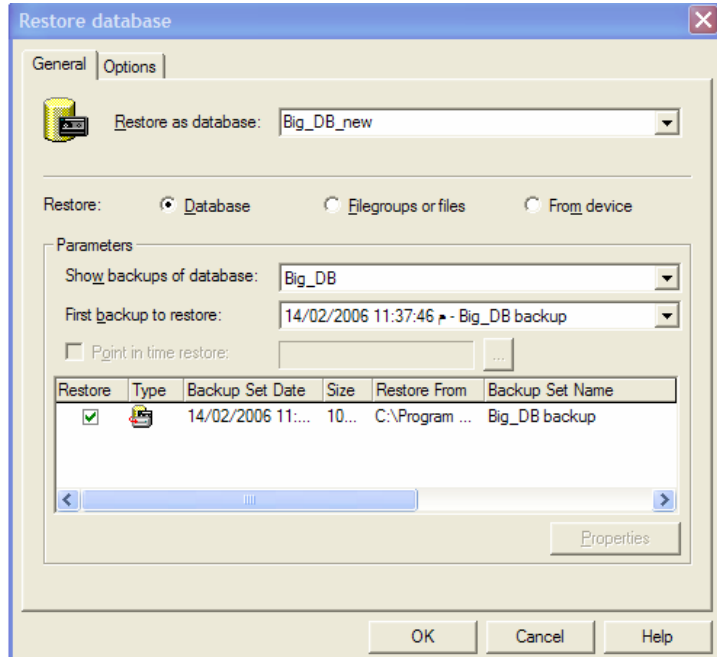 Restore database
General Options
Restore as database: Big_DB_new
Restore: Database Filegroups or files From device
Parameters
Show backups of database: Big_DB
First backup to restore: 14/02/2006 11:37:46 م - Big_DB backup
Point in time restore: ...
Restore Type Backup Set Date Size Restore From Backup Set Name
14/02/2006 11:... 10... C:\Program ... Big_DB backup
Properties
OK Cancel Help